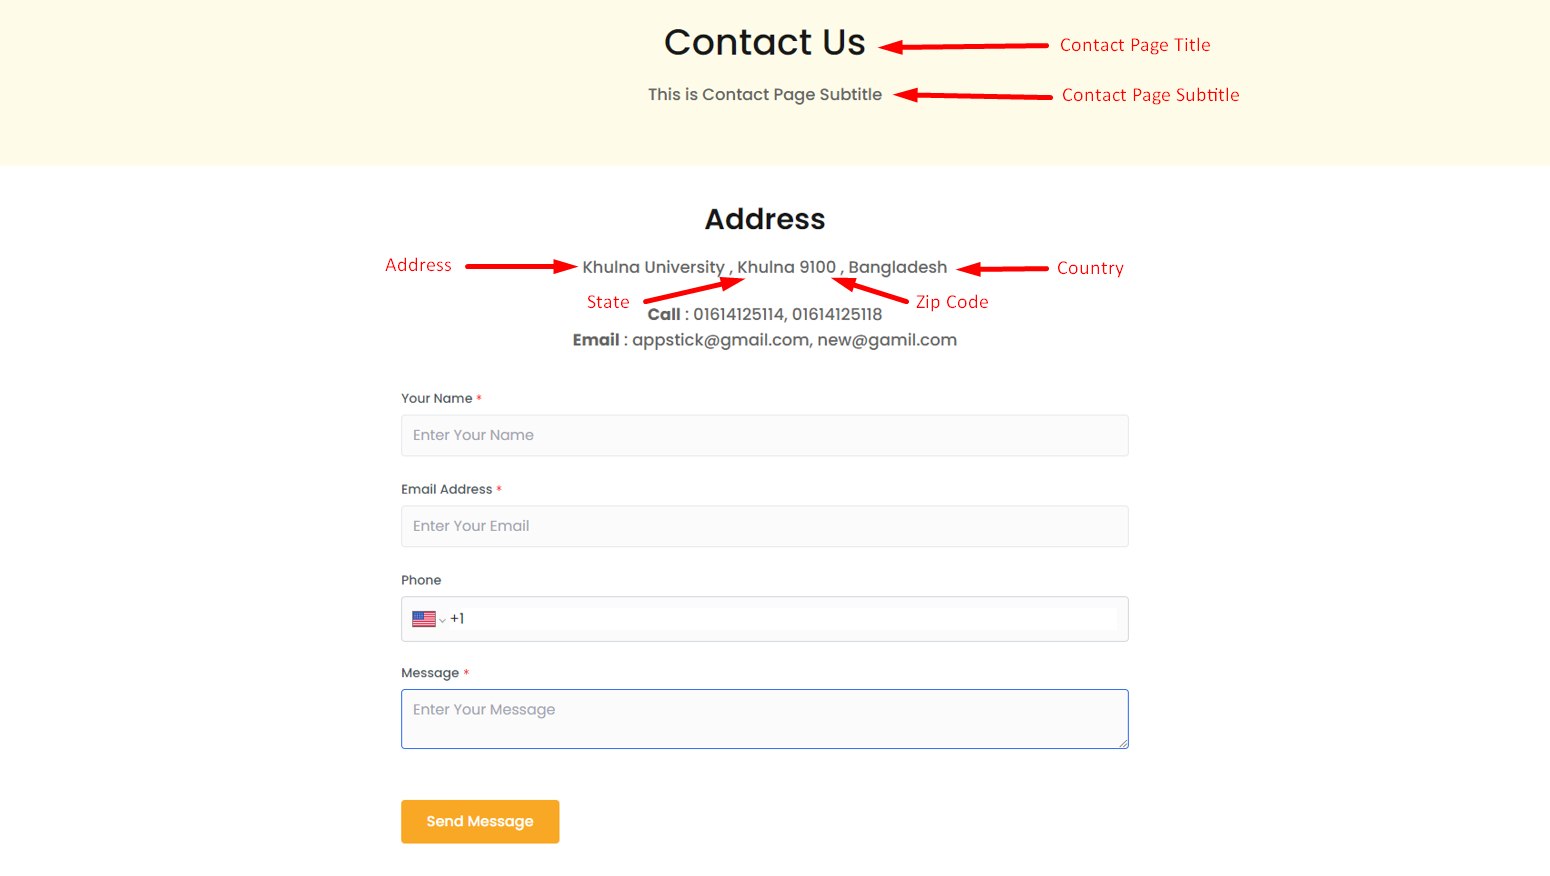 Contact Us
Contact Page Title
This is Contact Page Subtitle
Contact Page Subtitle
Address
Address
Khulna University , Khulna 9100 , Bangladesh
Country
State
Zip Code
Call : 01614125114, 01614125118
Email : appstick@gmail.com, new@gamil.com
Your Name *
Enter Your Name
Email Address *
Enter Your Email
Phone
+1
Message *
Enter Your Message
Send Message